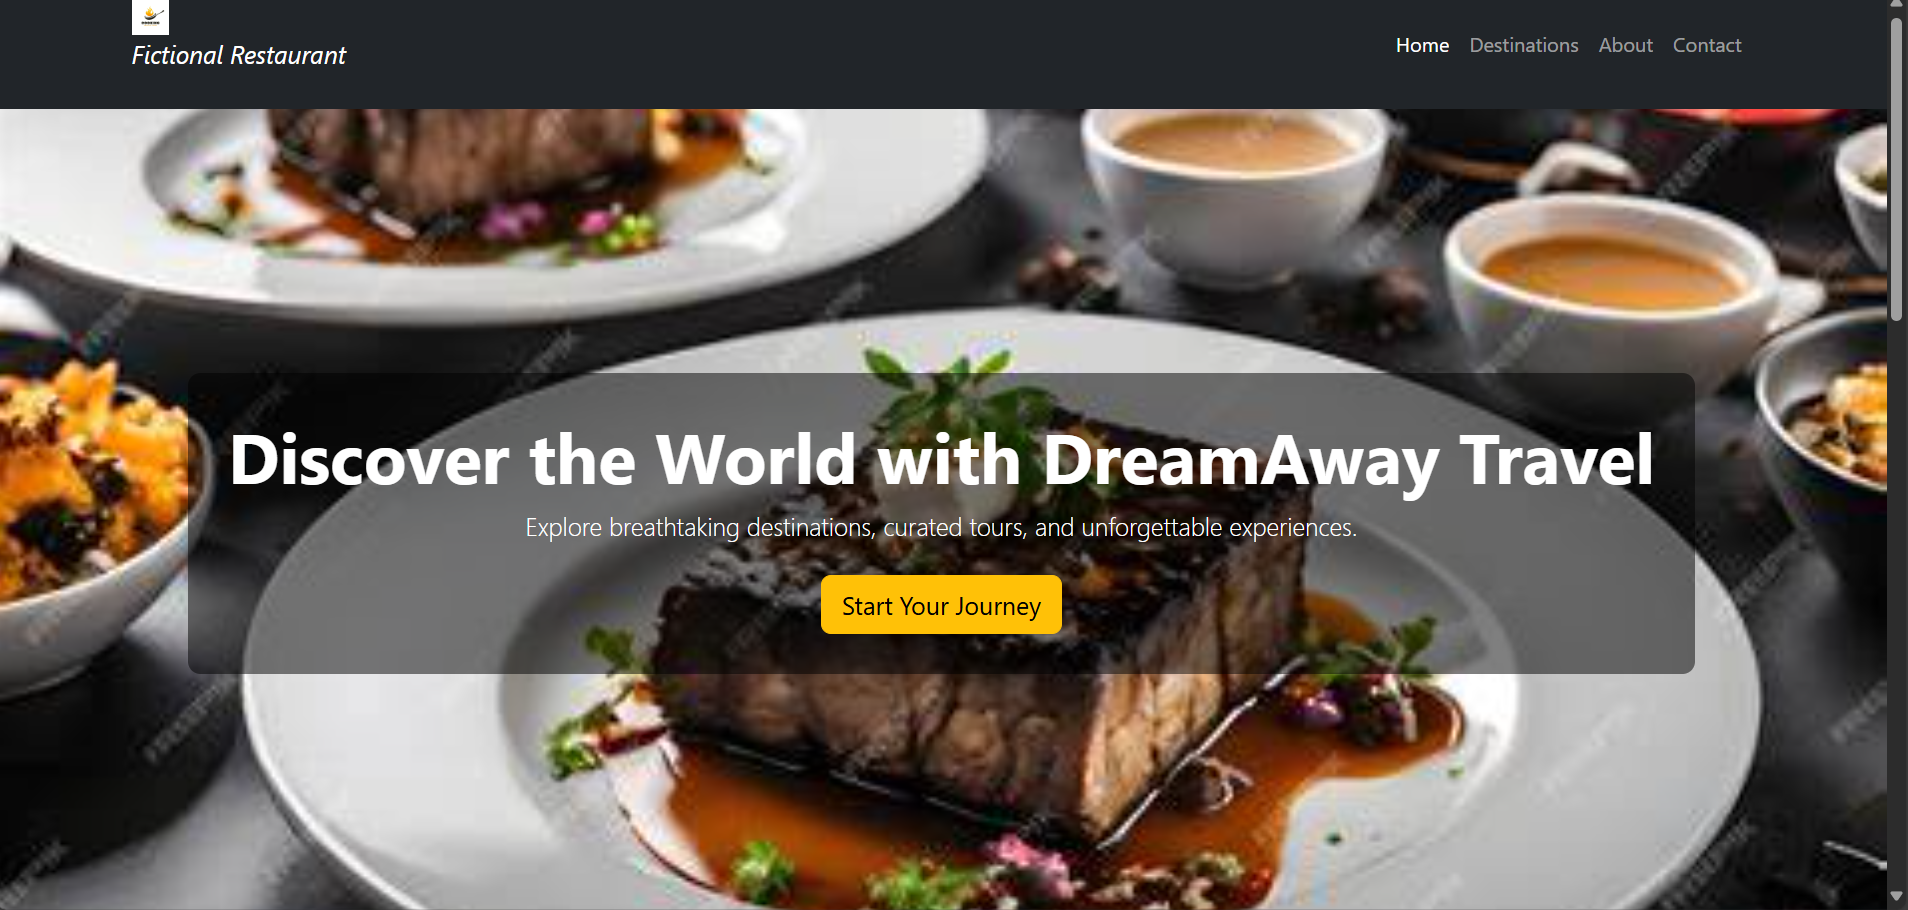 Fictional Restaurant
Home Destinations About Contact
Discover the World with DreamAway Travel
Explore breathtaking destinations, curated tours, and unforgettable experiences.
Start Your Journey